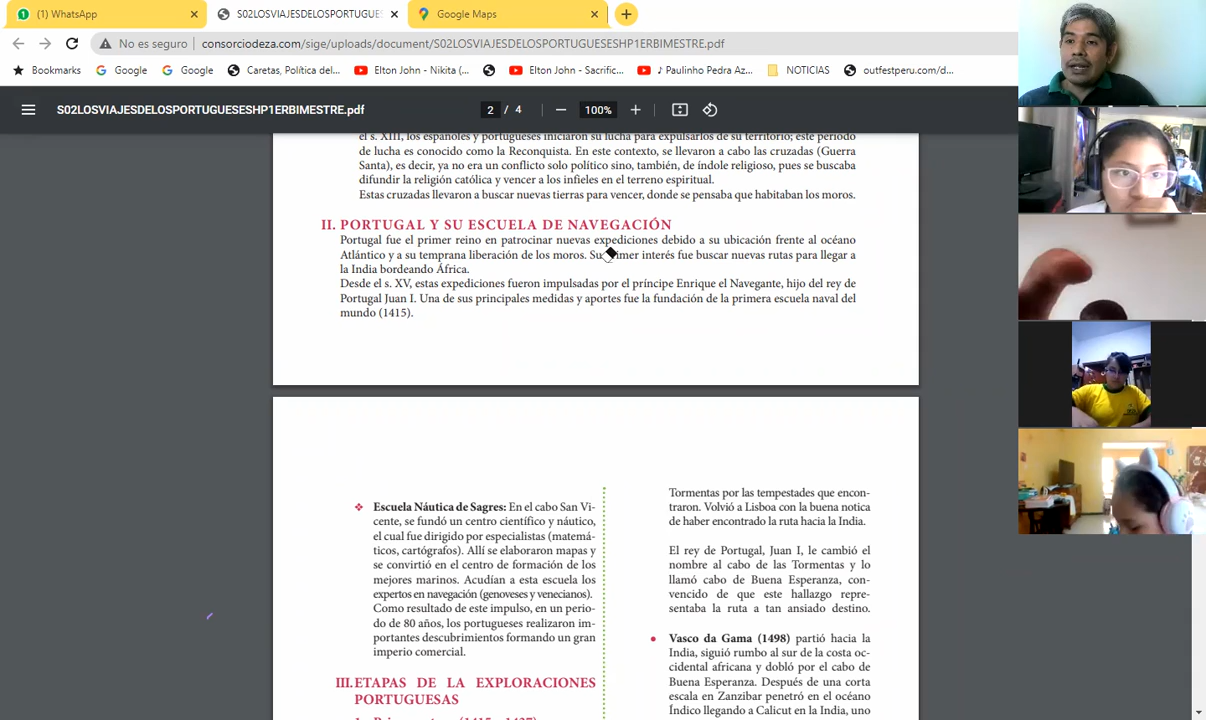 (1) WhatsApp
S02LOSVIAJESDELOSPORTUGUES
Google Maps
No es seguro
consorciodeza.com/sige/upload/document/S02LOSVIAJESDELOSPORTUGUESESHP1ERBIMESTRE.pdf
Bookmarks
Google
Google
Caretas, Política del...
Elton John - Nikita (...
Elton John - Sacrific...
♪ Paulinho Pedra Az...
NOTICIAS
outfestperu.com/d...
S02LOSVIAJESDELOSPORTUGUESESHP1ERBIMESTRE.pdf
2 / 4
100%
el s. XIII, los españoles y portugueses iniciaron su lucha para expulsarlos de su territorio; este periodo
de lucha es conocido como la Reconquista. En este contexto, se llevaron a cabo las cruzadas (Guerra
Santa), es decir, ya no era un conflicto solo político sino, también, de índole religioso, pues se buscaba
difundir la religión católica y vencer a los infieles en el terreno espiritual.
Estas cruzadas llevaron a buscar nuevas tierras para vencer, donde se pensaba que habitaban los moros.
II. PORTUGAL Y SU ESCUELA DE NAVEGACIÓN
Portugal fue el primer reino en patrocinar nuevas expediciones debido a su ubicación frente al océano
Atlántico y a su temprana liberación de los moros. Su primer interés fue buscar nuevas rutas para llegar a
la India bordeando África.
Desde el s. XV, estas expediciones fueron impulsadas por el príncipe Enrique el Navegante, hijo del rey de
Portugal Juan I. Una de sus principales medidas y aportes fue la fundación de la primera escuela naval del
mundo (1415).
Escuela Náutica de Sagres: En el cabo San Vi-
cente, se fundó un centro científico y náutico,
el cual fue dirigido por especialistas (matemá-
ticos, cartógrafos). Allí se elaboraron mapas y
se convirtió en el centro de formación de los
mejores marinos. Acudían a esta escuela los
expertos en navegación (genoveses y venecianos).
Como resultado de este impulso, en un perio-
do de 80 años, los portugueses realizaron im-
portantes descubrimientos formando un gran
imperio comercial.
III. ETAPAS DE LA EXPLORACIONES
PORTUGUESAS
Tormentas por las tempestades que encon-
traron. Volvió a Lisboa con la buena notica
de haber encontrado la ruta hacia la India.
El rey de Portugal, Juan I, le cambió el
nombre al cabo de las Tormentas y lo
llamó cabo de Buena Esperanza, con-
vencido de que este hallazgo repre-
sentaba la ruta a tan ansiado destino.
Vasco da Gama (1498) partió hacia la
India, siguió rumbo al sur de la costa oc-
cidental africana y dobló por el cabo de
Buena Esperanza. Después de una corta
escala en Zanzibar penetró en el océano
Índico llegando a Calicut en la India, uno